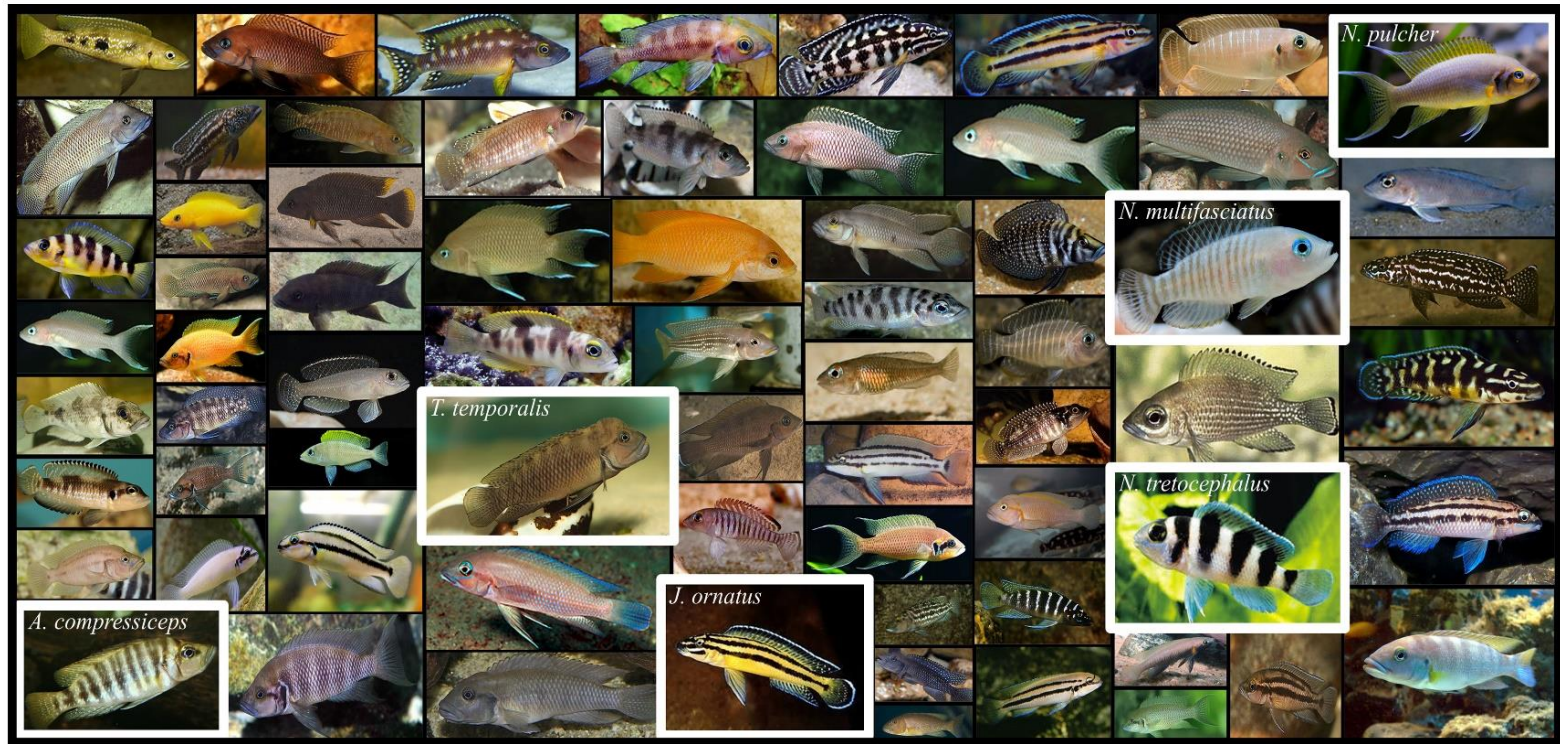 N. pulcher
N. multifasciatus
T. temporalis
N. tretocephalus
J. ornatus
A. compressiceps